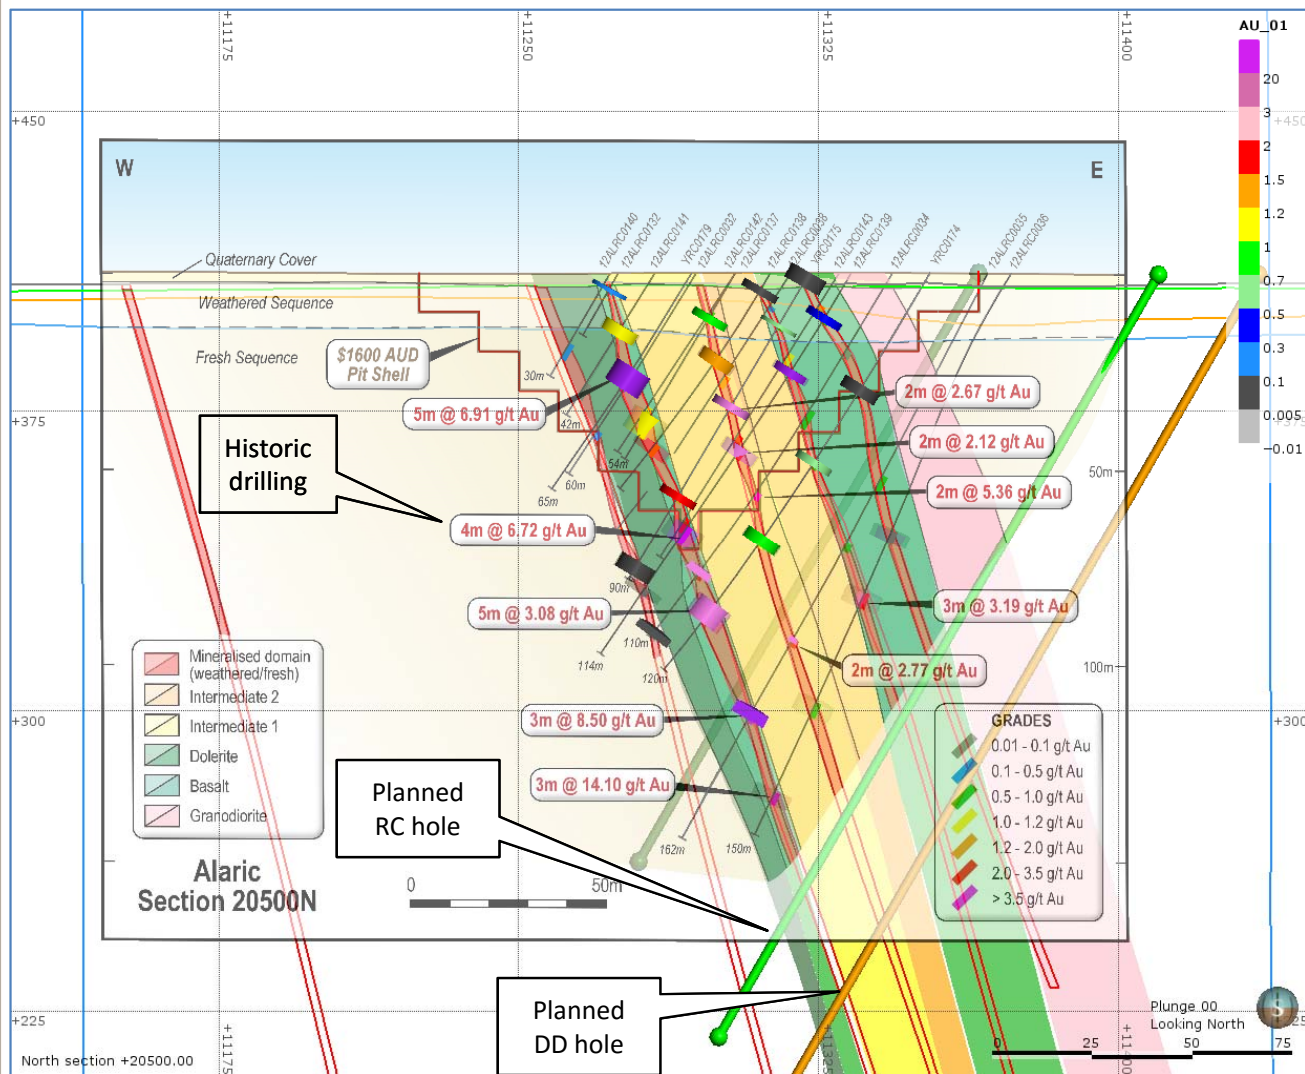 +11175
+11250
+11325
+11400
AU_01
20
3
2
1.5
1.2
1
0.7
0.5
0.3
0.1
0.005
-0.01
+450
+450
W
E
12ALRC0140
12ALRC0132
12ALRC0141
YRC0179
12ALRC0032
12ALRC0142
12ALRC0137
12ALRC0138
12ALRC0033
YRC0175
12ALRC0143
12ALRC0139
12ALRC0034
YRC0174
12ALRC0035
12ALRC0036
Quaternary Cover
Weathered Sequence
Fresh Sequence
$1600 AUD
Pit Shell
30m
42m
54m
60m
65m
90m
110m
114m
120m
150m
162m
5m @ 6.91 g/t Au
2m @ 2.67 g/t Au
2m @ 2.12 g/t Au
2m @ 5.36 g/t Au
4m @ 6.72 g/t Au
3m @ 3.19 g/t Au
5m @ 3.08 g/t Au
2m @ 2.77 g/t Au
3m @ 8.50 g/t Au
3m @ 14.10 g/t Au
+375
+375
50m
100m
Historic
drilling
Mineralised domain
(weathered/fresh)
Intermediate 2
Intermediate 1
Dolerite
Basalt
Granodiorite
+300
+300
GRADES
0.01 - 0.1 g/t Au
0.1 - 0.5 g/t Au
0.5 - 1.0 g/t Au
1.0 - 1.2 g/t Au
1.2 - 2.0 g/t Au
2.0 - 3.5 g/t Au
> 3.5 g/t Au
Planned
RC hole
Alaric
Section 20500N
0 50m
Planned
DD hole
+225
Plunge 00
Looking North
S
0 25 50 75
North section +20500.00
+11175
+11325
+11400